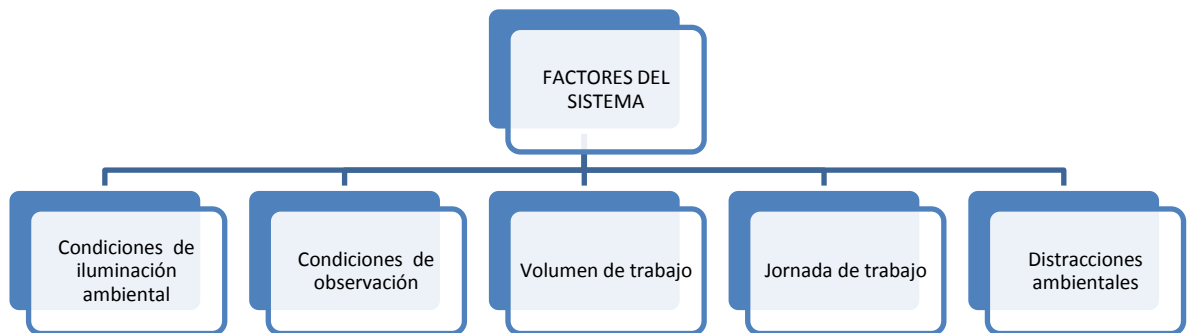 FACTORES DEL
SISTEMA
Condiciones de
iluminación
ambiental
Condiciones de
observación
Volumen de trabajo
Jornada de trabajo
Distracciones
ambientales